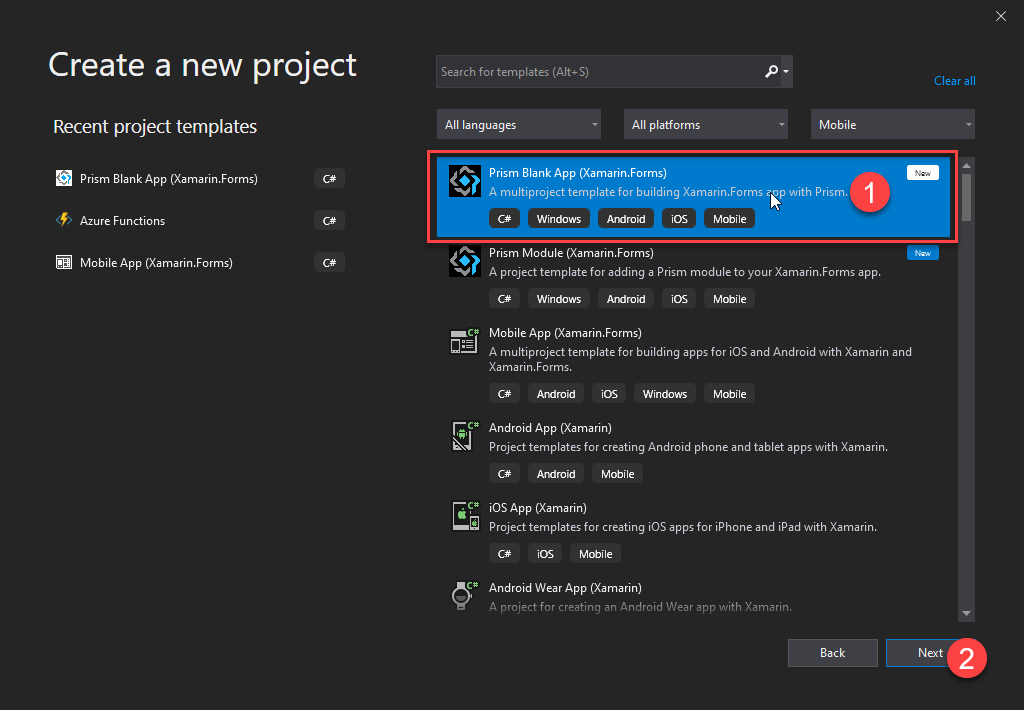 Create a new project
Recent project templates
Prism Blank App (Xamarin.Forms) C#
Azure Functions C#
Mobile App (Xamarin.Forms) C#
Search for templates (Alt+S)
Clear all
All languages All platforms Mobile
Prism Blank App (Xamarin.Forms) New
A multiproject template for building Xamarin.Forms app with Prism. 1
C# Windows Android iOS Mobile
Prism Module (Xamarin.Forms) New
A project template for adding a Prism module to your Xamarin.Forms app.
C# Windows Android iOS Mobile
Mobile App (Xamarin.Forms)
C#
A multiproject template for building apps for iOS and Android with Xamarin and
Xamarin.Forms.
C# Android iOS Windows Mobile
Android App (Xamarin)
C#
Project templates for creating Android phone and tablet apps with Xamarin.
C# Android Mobile
iOS App (Xamarin)
C#
Project templates for creating iOS apps for iPhone and iPad with Xamarin.
C# iOS Mobile
Android Wear App (Xamarin)
C#
A project for creating an Android Wear app with Xamarin.
Back Next 2